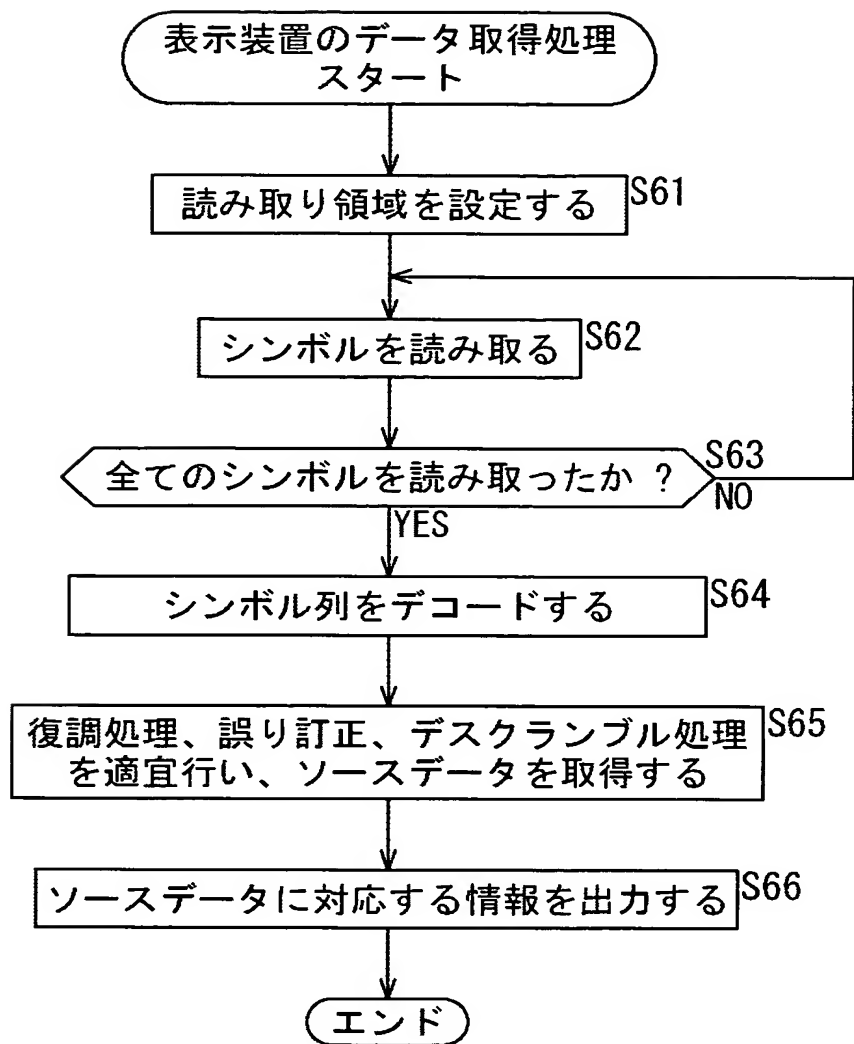 表示装置のデータ取得処理
スタート
読み取り領域を設定する
S61
シンボルを読み取る
S62
全てのシンボルを読み取ったか ?
S63
NO
YES
シンボル列をデコードする
S64
復調処理、誤り訂正、デスクランブル処理
を適宜行い、ソースデータを取得する
S65
ソースデータに対応する情報を出力する
S66
エンド